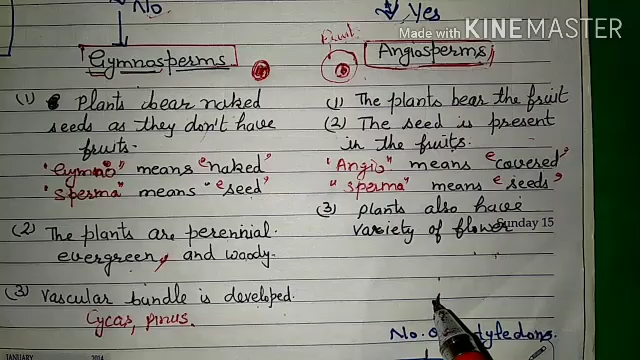 No
Yes
Made with KINEMASTER
Fruit
Gymnosperms
Angiosperms
(1) Plants bear naked
seeds as they don't have
fruits.
"Gymno" means "naked"
"Sperma" means "seed"
(2) The plants are perennial
evergreen, and woody.
(3) Vascular bundle is developed.
Cycas, pinus.
(1) The plants bear the fruit
(2) The seed is present
in the fruits.
"Angio" means "covered"
"sperma" means "seeds"
(3) plants also have
variety of flower
Sunday 15
No. o tyledons
JANUARY 2014